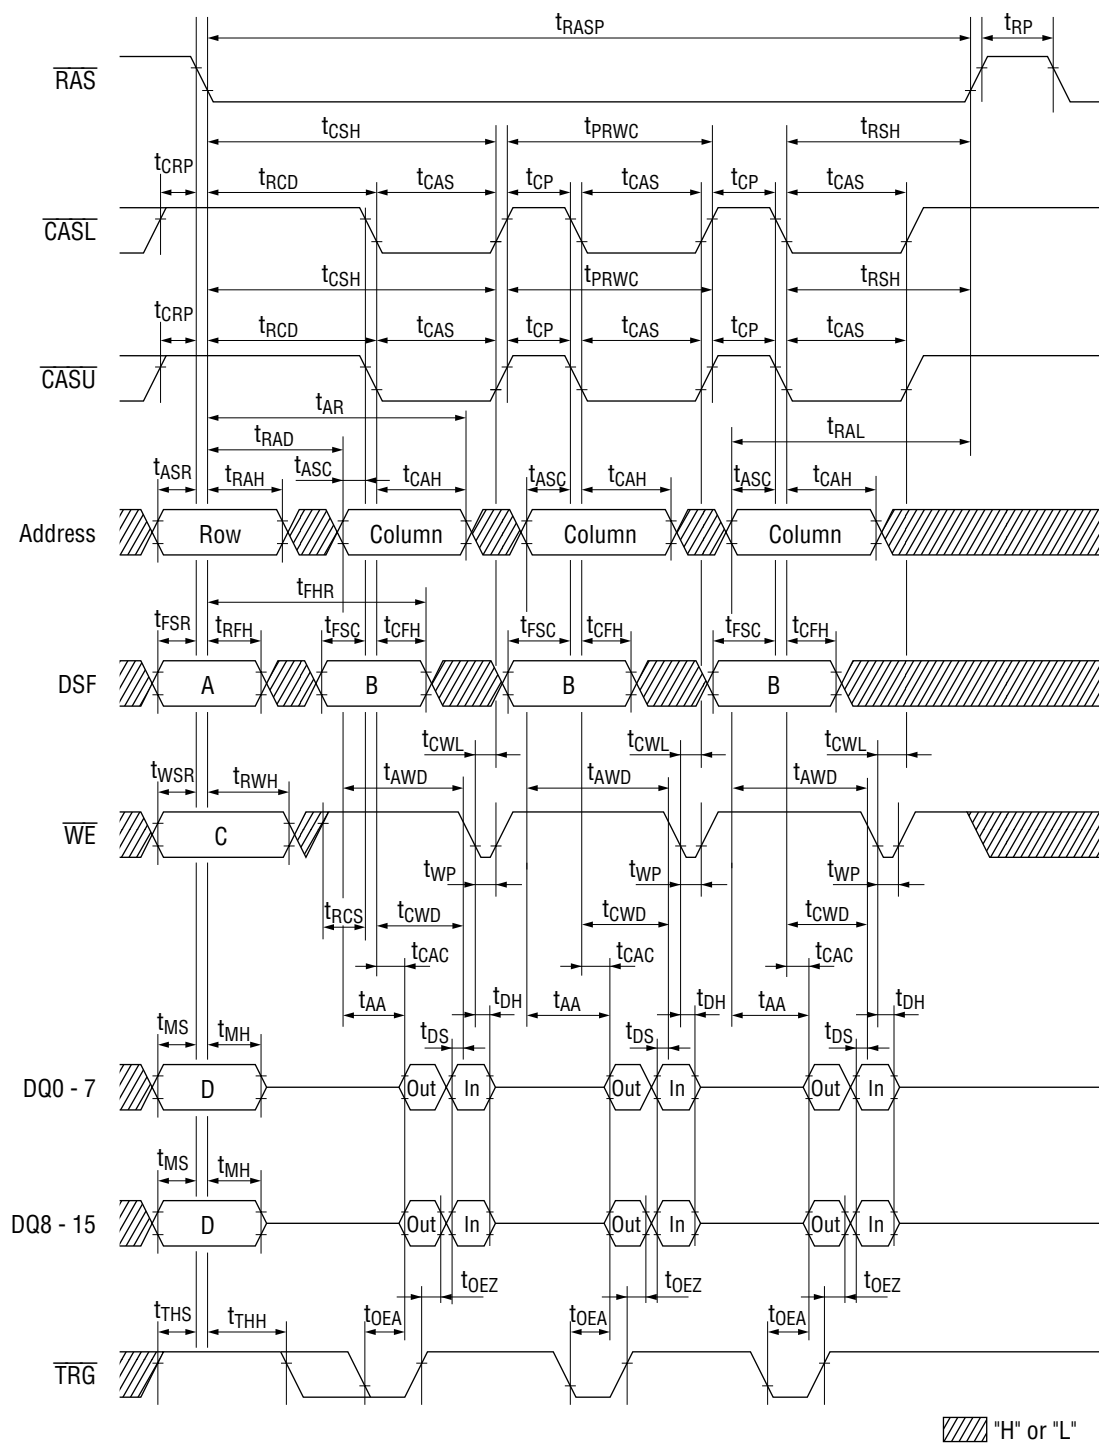 tRASP tRP
RAS
tCSH tPRWC tRSH
tCRP tRCD tCAS tCP tCAS tCP tCAS
CASL
tCSH tPRWC tRSH
tCRP tRCD tCAS tCP tCAS tCP tCAS
CASU
tAR
tRAD tRAL
tASR tRAH tASC tCAH tASC tCAH tASC tCAH
Address Row Column Column Column
tFHR
tFSR tRFH tFSC tCFH tFSC tCFH tFSC tCFH
DSF A B B B
tCWL tCWL tCWL
tWSR tRWH tAWD tAWD tAWD
WE C
tWP tWP tWP
tRCS tCWD tCWD tCWD
tCAC tCAC tCAC
tAA tDH tAA tDH tAA tDH
tMS tMH tDS tDS tDS
DQ0 - 7 D Out In Out In Out In
tMS tMH
DQ8 - 15 D Out In Out In Out In
tOEZ tOEZ tOEZ
tTHS tTHH tOEA tOEA tOEA
TRG
"H" or "L"